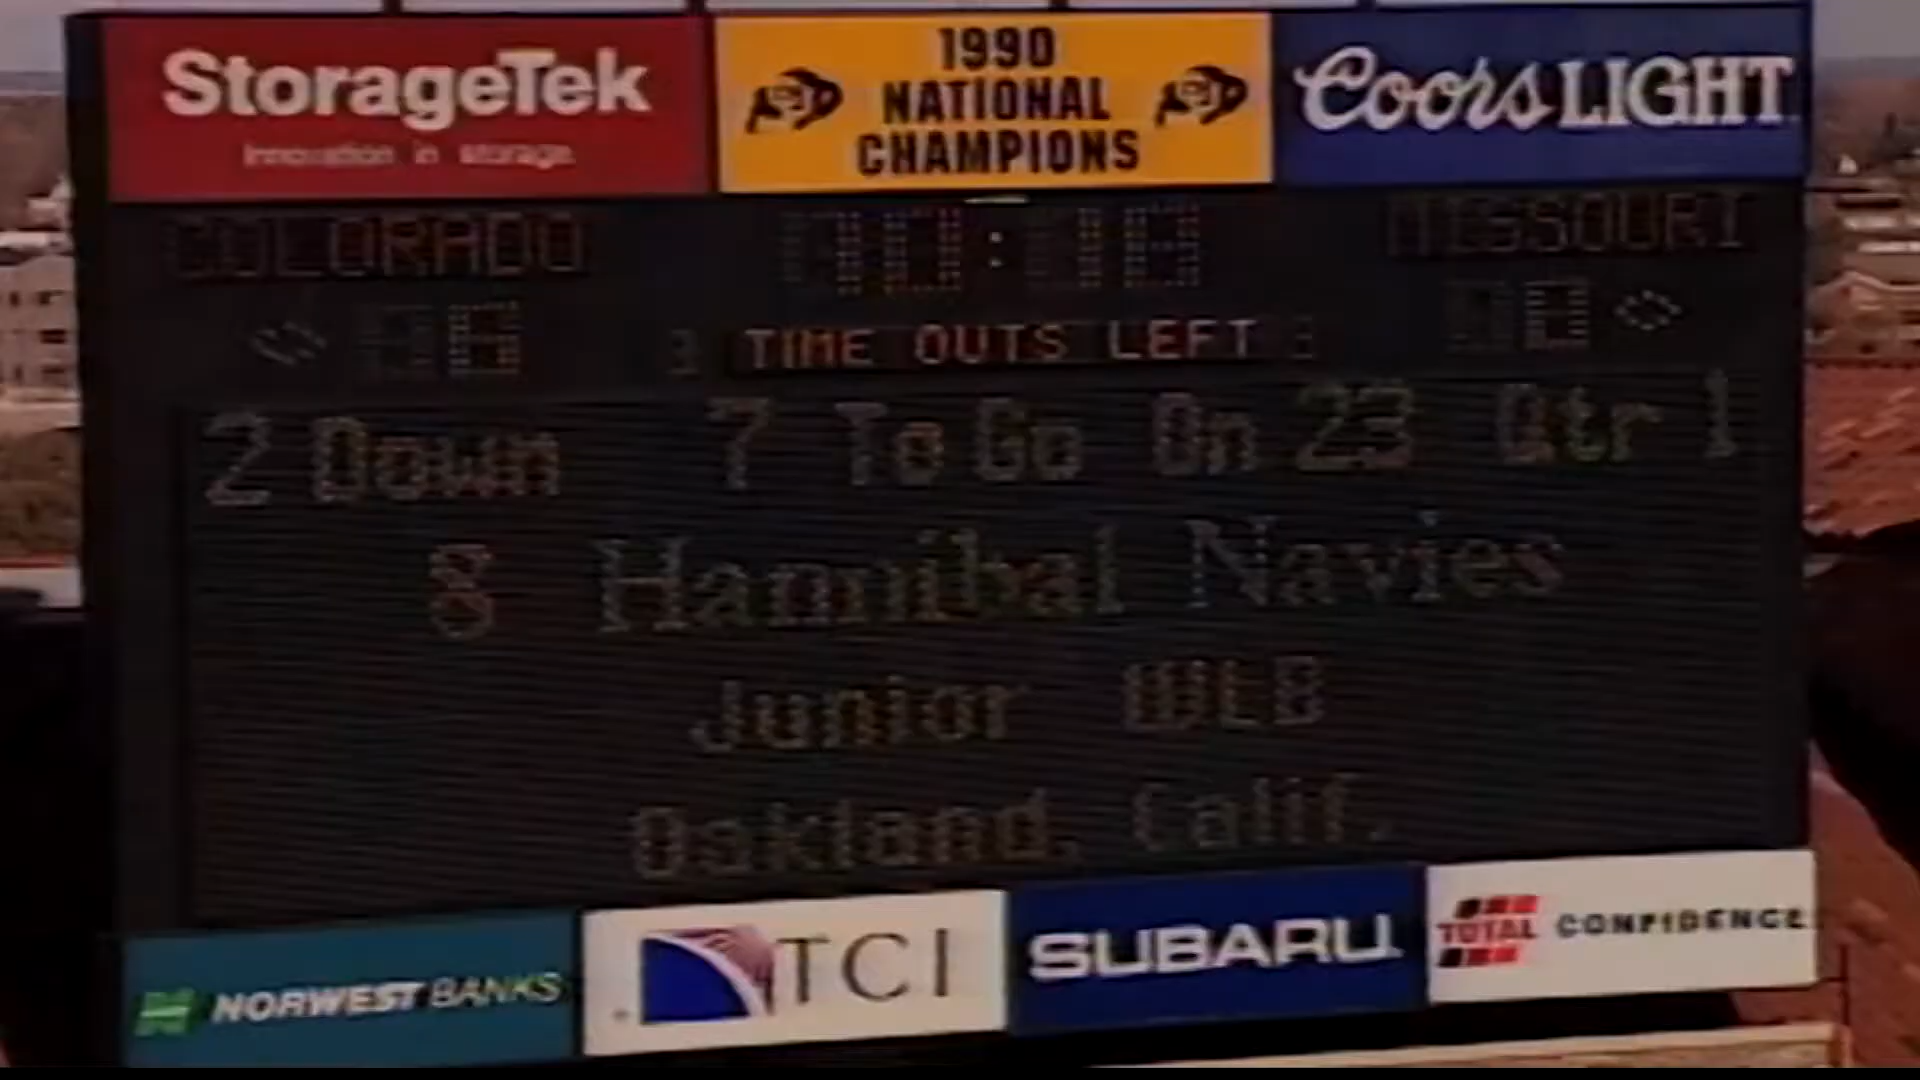 StorageTek
Innovation in storage
1990
NATIONAL
CHAMPIONS
Coors LIGHT
COLORADO
MISSOURI
TIME OUTS LEFT
2 Down 7 To Go On 23 Qtr 1
8 Hannibal Navies
Junior WLB
Oakland, Calif.
NORWEST BANKS
TCI
SUBARU
TOTAL CONFIDENCE